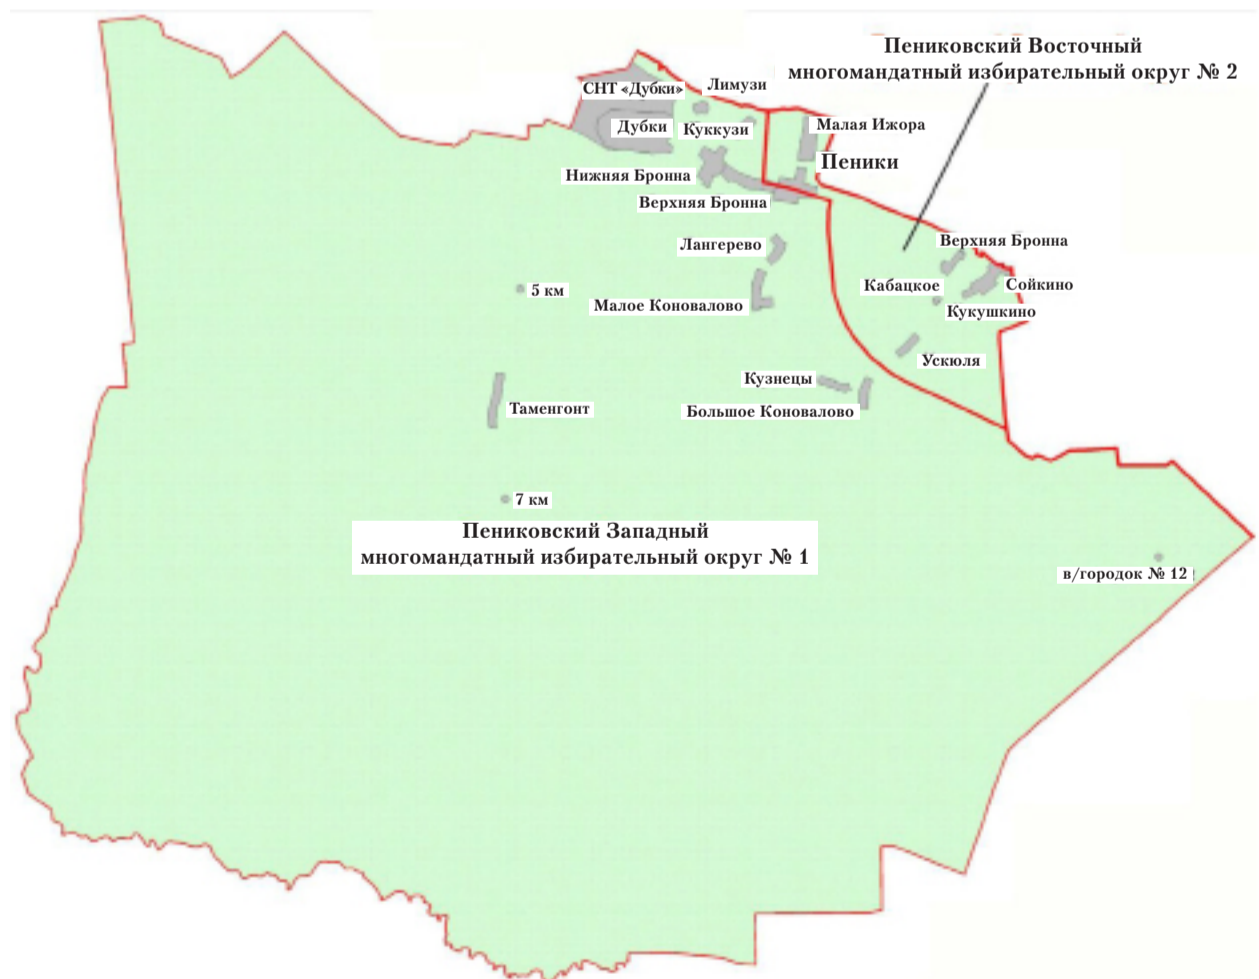 Пениковский Восточный
многомандатный избирательный округ № 2
СНТ «Дубки»
Лимузи
Дубки
Куккузи
Малая Ижора
Пеники
Нижняя Бронна
Верхняя Бронна
Лангерево
Верхняя Бронна
5 км
Малое Коновалово
Кабацкое
Сойкино
Кукушкино
Ускюля
Кузнецы
Большое Коновалово
Таменгонт
7 км
Пениковский Западный
многомандатный избирательный округ № 1
в/городок № 12